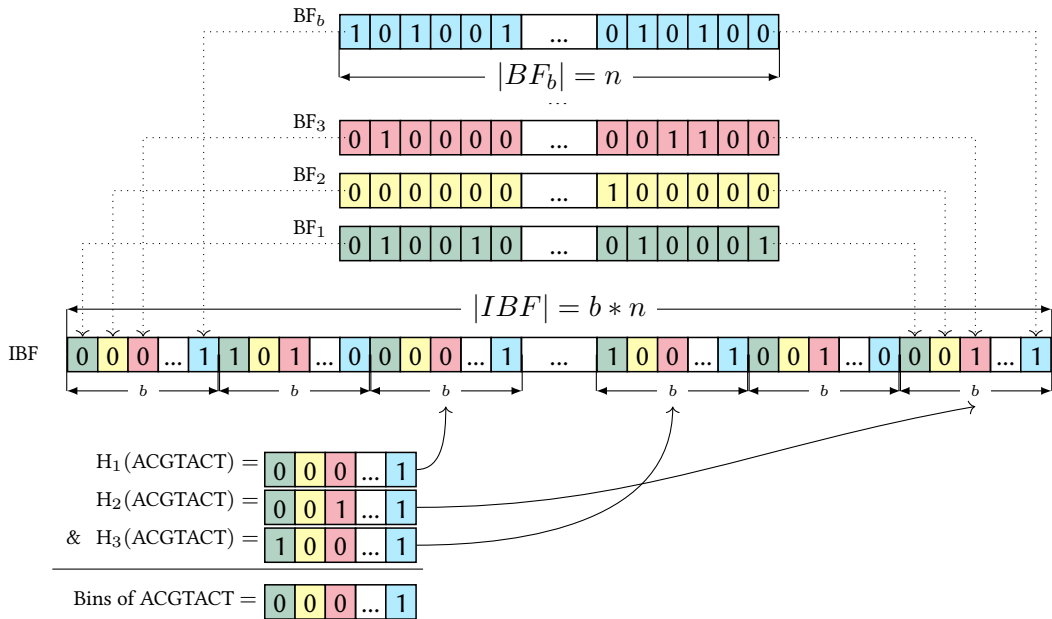 BF_b 1 0 1 0 0 1 ... 0 1 0 1 0 0
|BF_b| = n
...
BF_3 0 1 0 0 0 0 ... 0 0 1 1 0 0
BF_2 0 0 0 0 0 0 ... 1 0 0 0 0 0
BF_1 0 1 0 0 1 0 ... 0 1 0 0 0 1
|IBF| = b * n
IBF 0 0 0 ... 1 1 0 1 ... 0 0 0 0 ... 1 ... 1 0 0 ... 1 0 0 1 ... 0 0 0 1 ... 1
b b b b b b
H_1(ACGTACT) = 0 0 0 ... 1
H_2(ACGTACT) = 0 0 1 ... 1
& H_3(ACGTACT) = 1 0 0 ... 1
Bins of ACGTACT = 0 0 0 ... 1